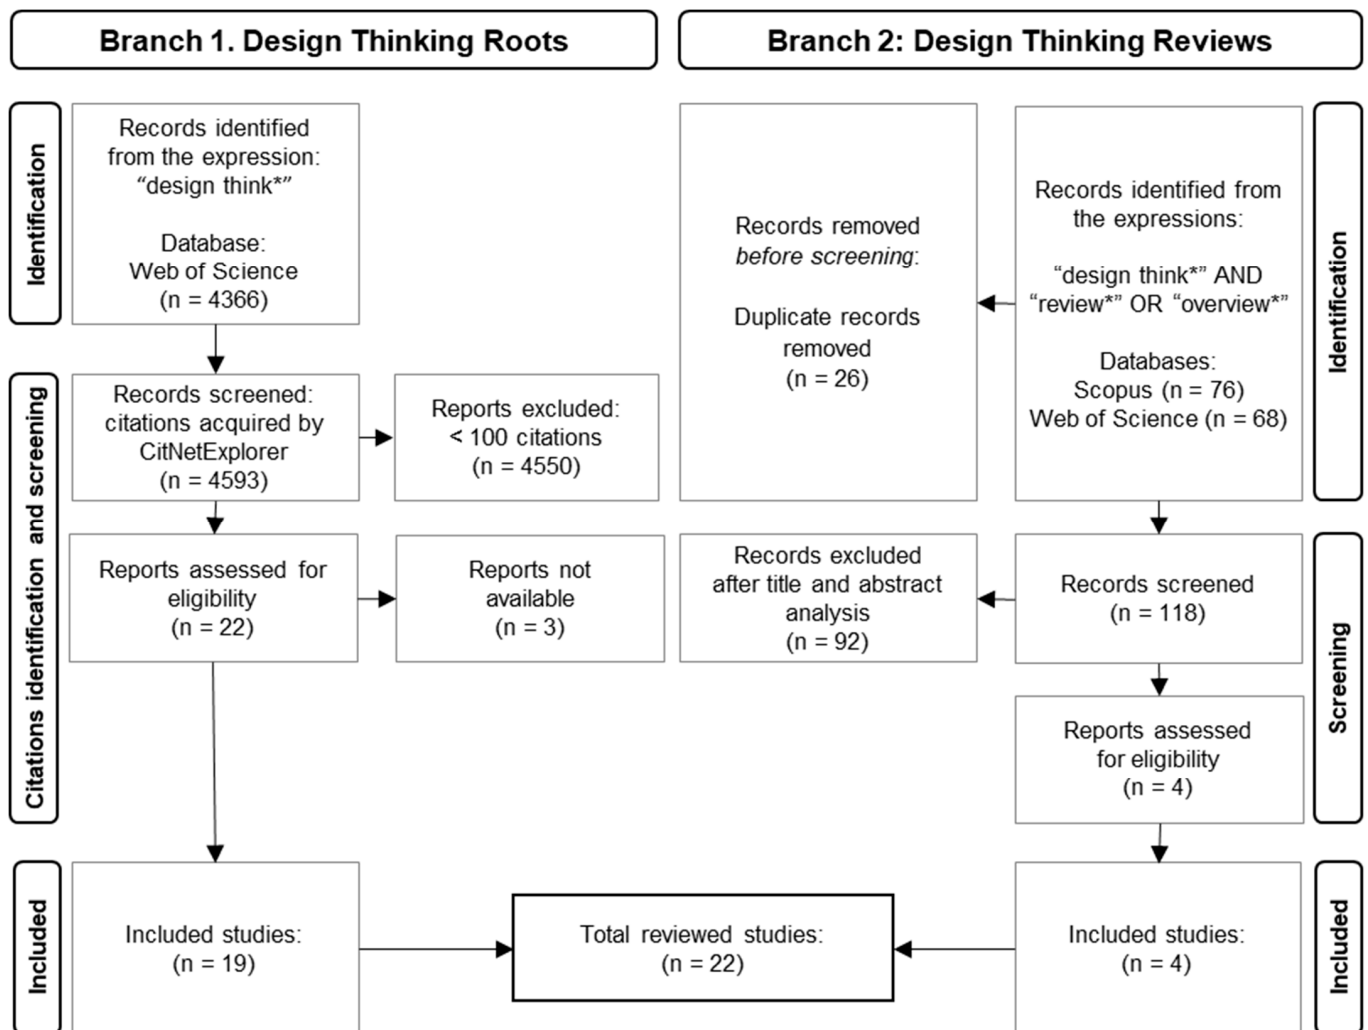 Branch 1. Design Thinking Roots
Branch 2: Design Thinking Reviews
Identification
Records identified
from the expression:
“design think*”
Database:
Web of Science
(n = 4366)
Citations identification and screening
Records screened:
citations acquired by
CitNetExplorer
(n = 4593)
Reports excluded:
< 100 citations
(n = 4550)
Reports assessed for
eligibility
(n = 22)
Reports not
available
(n = 3)
Included
Included studies:
(n = 19)
Records removed
before screening:
Duplicate records
removed
(n = 26)
Records identified from
the expressions:
“design think*” AND
“review*” OR “overview*”
Databases:
Scopus (n = 76)
Web of Science (n = 68)
Identification
Records excluded
after title and abstract
analysis
(n = 92)
Records screened
(n = 118)
Screening
Reports assessed
for eligibility
(n = 4)
Total reviewed studies:
(n = 22)
Included studies:
(n = 4)
Included